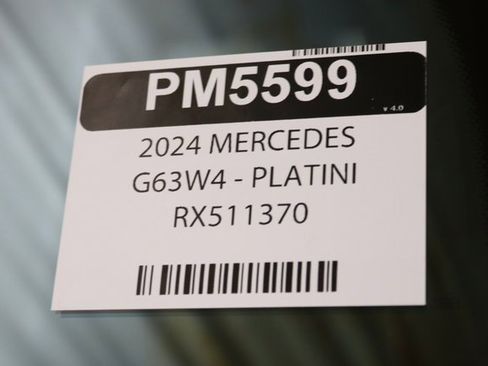 PM5599
v 4.0
2024 MERCEDES
G63W4 - PLATINI
RX511370